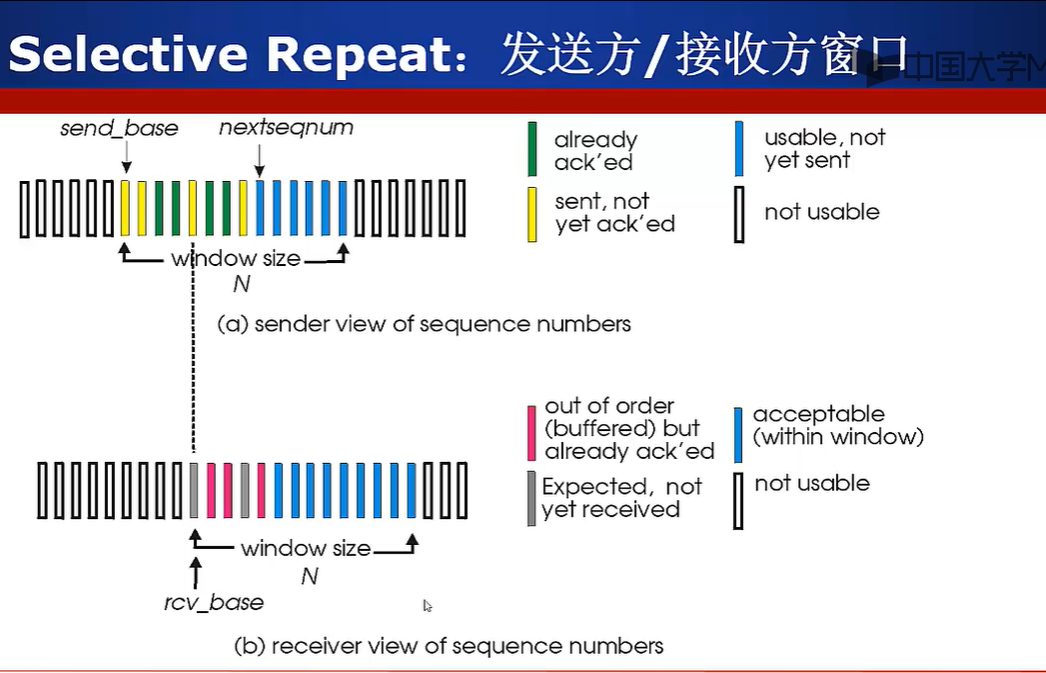 Selective Repeat: 发送方/接收方窗口
中国大学M
send_base
nextseqnum
already
ack'ed
usable, not
yet sent
sent, not
yet ack'ed
not usable
window size
N
(a) sender view of sequence numbers
out of order
(buffered) but
already ack'ed
acceptable
(within window)
Expected, not
yet received
not usable
window size
N
rcv_base
(b) receiver view of sequence numbers